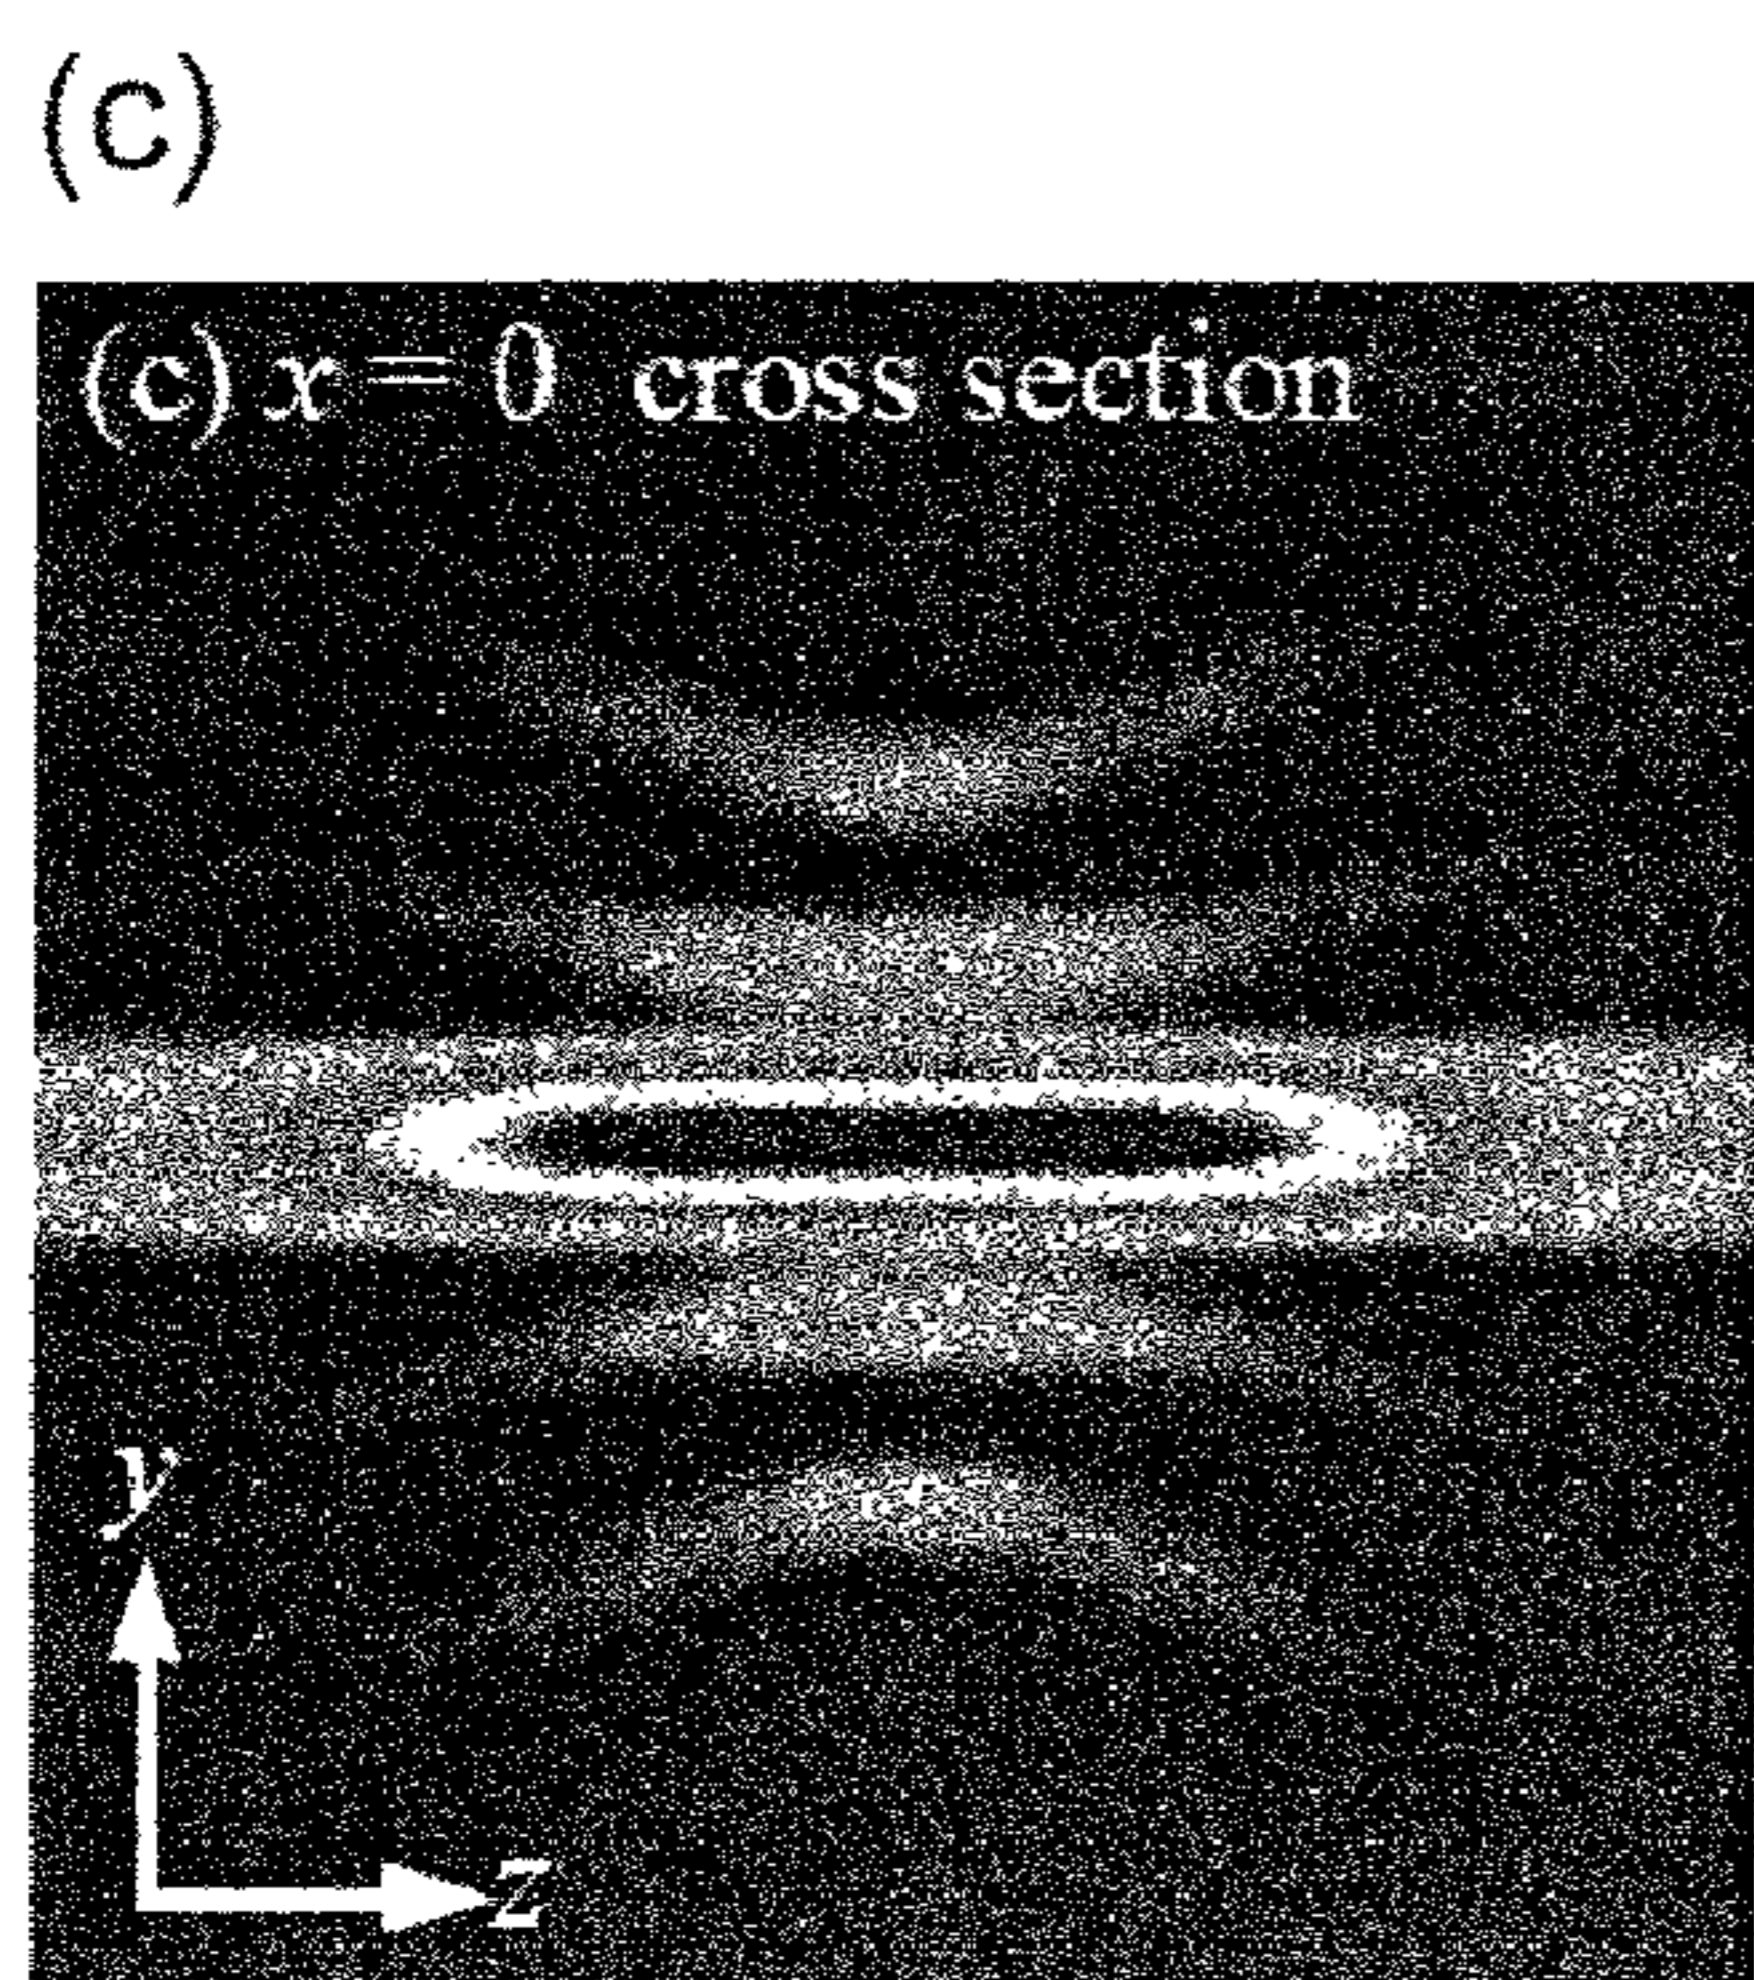 (c)
(c) x = 0 cross section
y
z